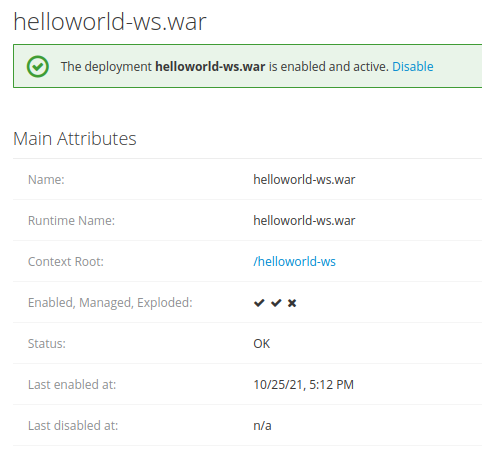 helloworld-ws.war
The deployment helloworld-ws.war is enabled and active. Disable
Main Attributes
Name: helloworld-ws.war
Runtime Name: helloworld-ws.war
Context Root: /helloworld-ws
Enabled, Managed, Exploded: ✔ ✔ ✖
Status: OK
Last enabled at: 10/25/21, 5:12 PM
Last disabled at: n/a